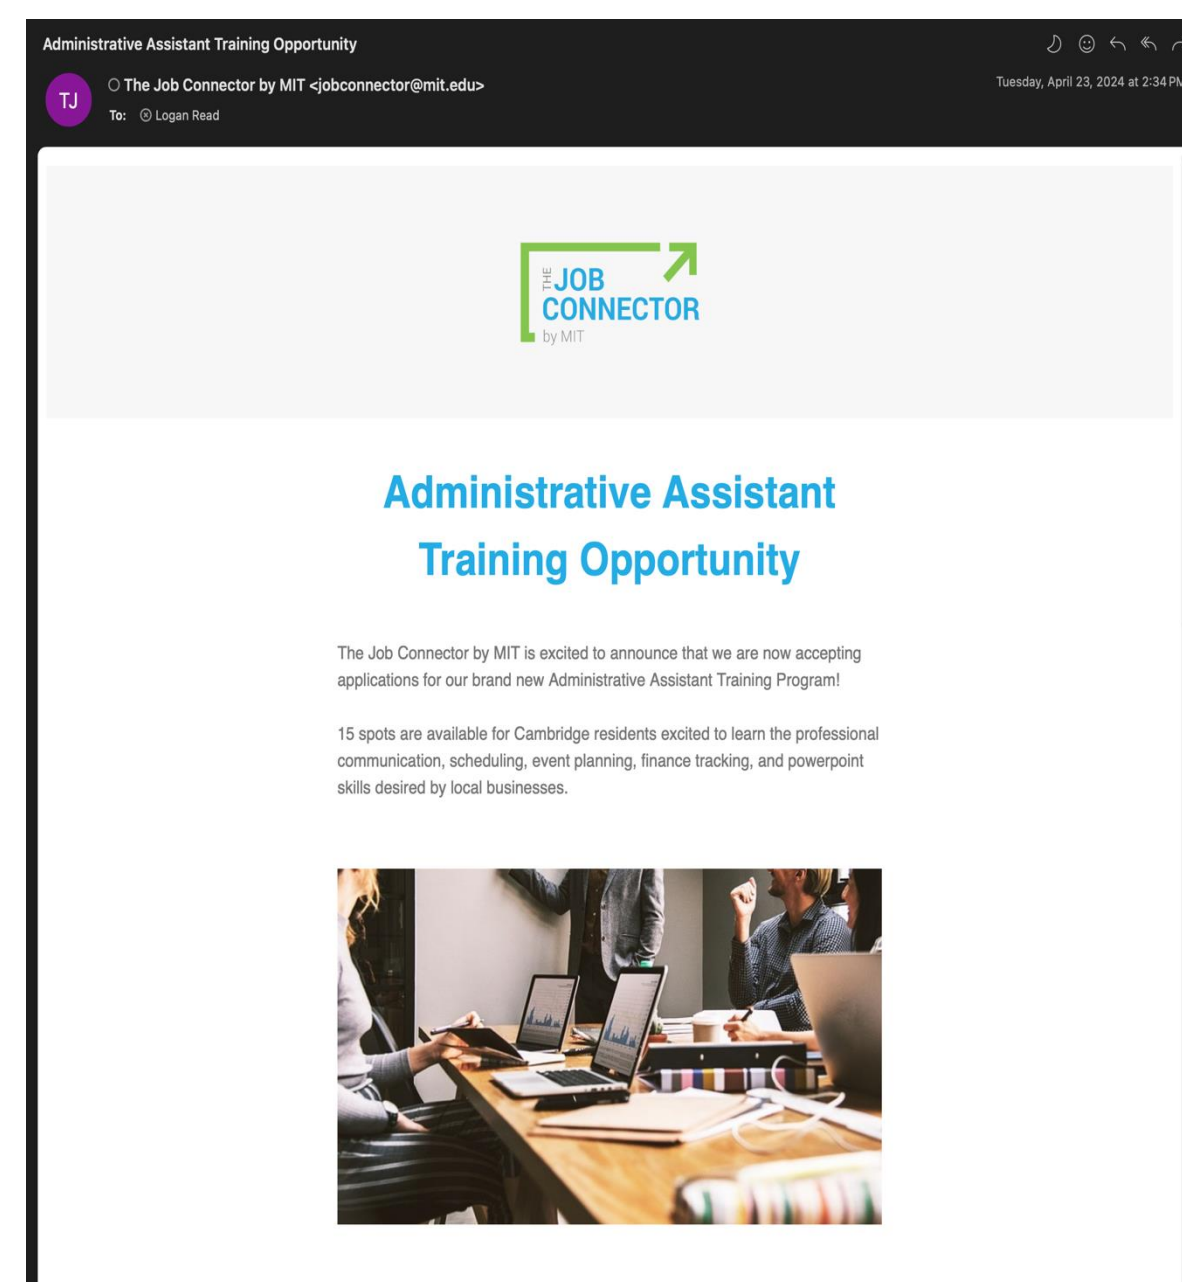 Administrative Assistant Training Opportunity
TJ
The Job Connector by MIT <jobconnector@mit.edu>
Tuesday, April 23, 2024 at 2:34 PM
To: Logan Read
THE
JOB
CONNECTOR
by MIT
Administrative Assistant
Training Opportunity
The Job Connector by MIT is excited to announce that we are now accepting
applications for our brand new Administrative Assistant Training Program!
15 spots are available for Cambridge residents excited to learn the professional
communication, scheduling, event planning, finance tracking, and powerpoint
skills desired by local businesses.